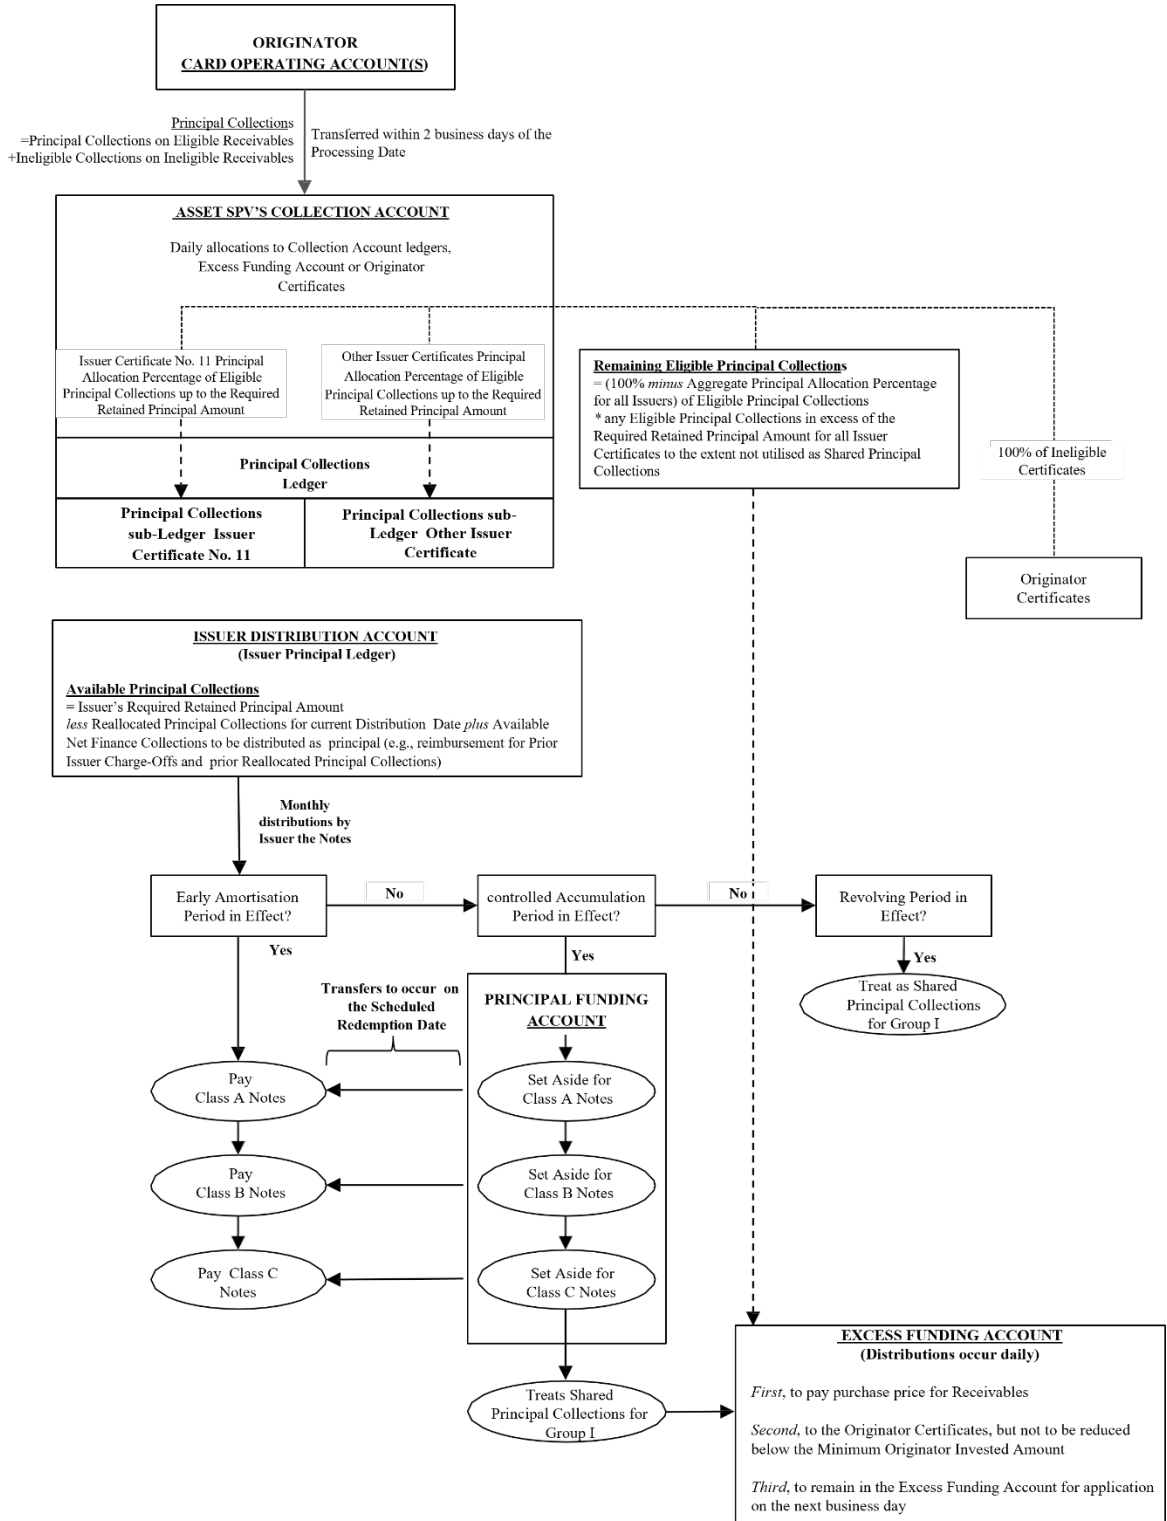 ORIGINATOR
CARD OPERATING ACCOUNT(S)
Principal Collections
=Principal Collections on Eligible Receivables
+Ineligible Collections on Ineligible Receivables
Transferred within 2 business days of the
Processing Date
ASSET SPV'S COLLECTION ACCOUNT
Daily allocations to Collection Account ledgers,
Excess Funding Account or Originator
Certificates
Issuer Certificate No. 11 Principal
Allocation Percentage of Eligible
Principal Collections up to the Required
Retained Principal Amount
Other Issuer Certificates Principal
Allocation Percentage of Eligible
Principal Collections up to the Required
Retained Principal Amount
Remaining Eligible Principal Collections
= (100% minus Aggregate Principal Allocation Percentage
for all Issuers) of Eligible Principal Collections
* any Eligible Principal Collections in excess of the
Required Retained Principal Amount for all Issuer
Certificates to the extent not utilised as Shared Principal
Collections
100% of Ineligible
Certificates
Principal Collections
Ledger
Principal Collections
sub-Ledger Issuer
Certificate No. 11
Principal Collections sub-
Ledger Other Issuer
Certificate
Originator
Certificates
ISSUER DISTRIBUTION ACCOUNT
(Issuer Principal Ledger)
Available Principal Collections
= Issuer's Required Retained Principal Amount
less Reallocated Principal Collections for current Distribution Date plus Available
Net Finance Collections to be distributed as principal (e.g., reimbursement for Prior
Issuer Charge-Offs and prior Reallocated Principal Collections)
Monthly
distributions by
Issuer the Notes
Early Amortisation
Period in Effect?
No
controlled Accumulation
Period in Effect?
No
Revolving Period in
Effect?
Yes
Yes
Yes
Treat as Shared
Principal Collections
for Group I
Transfers to occur on
the Scheduled
Redemption Date
PRINCIPAL FUNDING
ACCOUNT
Pay
Class A Notes
Set Aside for
Class A Notes
Pay
Class B Notes
Set Aside for
Class B Notes
Pay Class C
Notes
Set Aside for
Class C Notes
Treats Shared
Principal Collections for
Group I
EXCESS FUNDING ACCOUNT
(Distributions occur daily)
First, to pay purchase price for Receivables
Second, to the Originator Certificates, but not to be reduced
below the Minimum Originator Invested Amount
Third, to remain in the Excess Funding Account for application
on the next business day